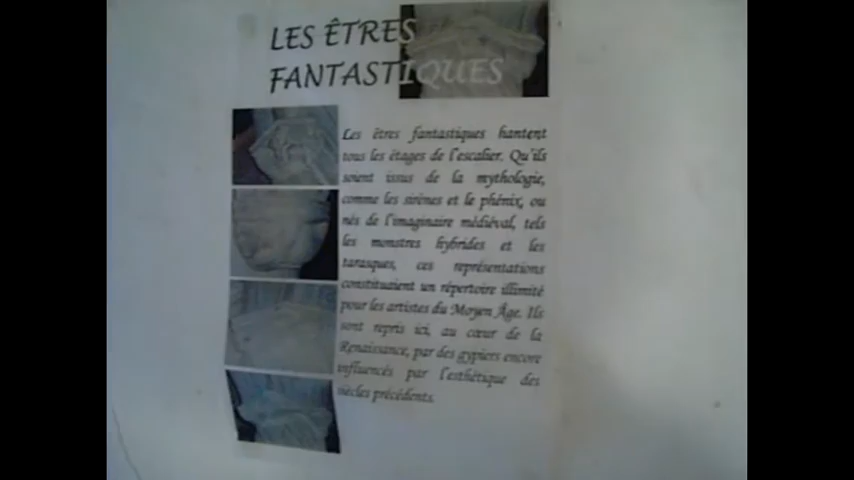 LES ÊTRES
FANTASTIQUES
Les êtres fantastiques hantent
tous les étages de l'escalier. Qu'ils
soient issus de la mythologie,
comme les sirènes et le phénix, ou
nés de l'imaginaire médiéval, tels
les monstres hybrides et les
tarasques, ces représentations
constituaient un répertoire illimité
pour les artistes du Moyen Âge. Ils
sont repris ici, au cœur de la
Renaissance, par des gypiers encore
influencés par l'esthétique des
siècles précédents.